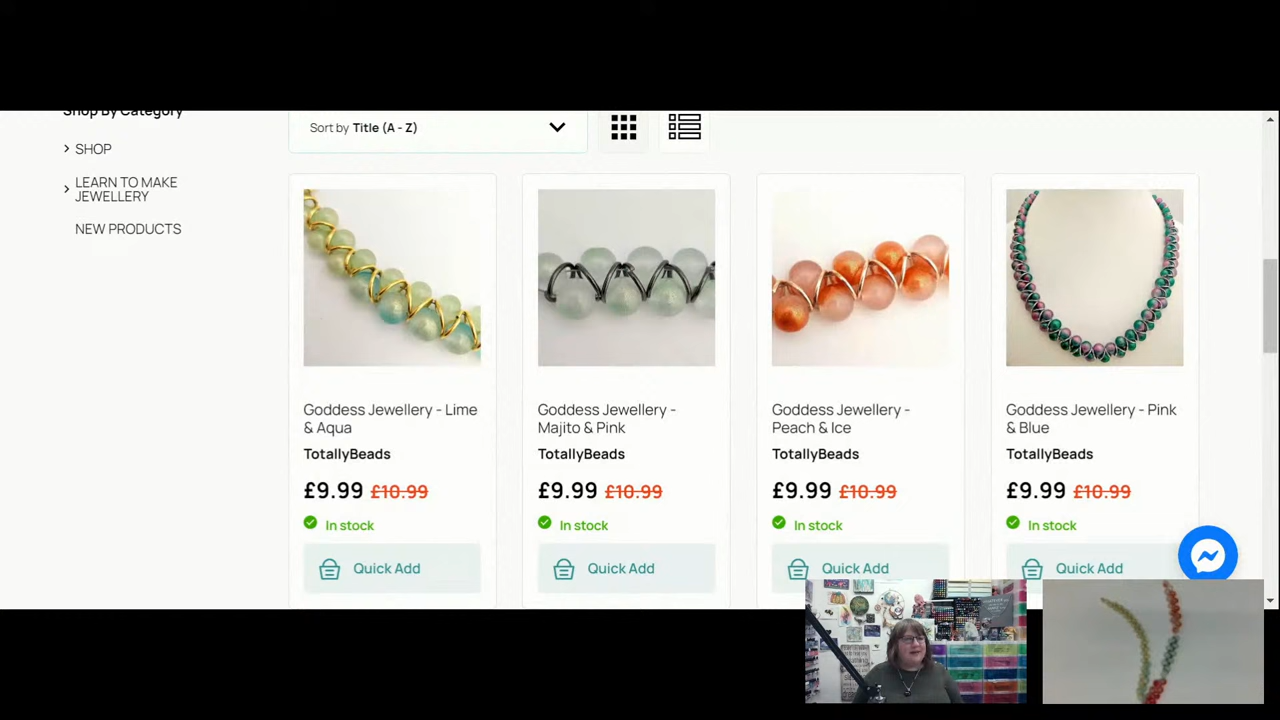 Shop By Category
SHOP
LEARN TO MAKE
JEWELLERY
NEW PRODUCTS
Sort by Title (A - Z)
Goddess Jewellery - Lime
& Aqua
TotallyBeads
£9.99 £10.99
In stock
Quick Add
Goddess Jewellery -
Majito & Pink
TotallyBeads
£9.99 £10.99
In stock
Quick Add
Goddess Jewellery -
Peach & Ice
TotallyBeads
£9.99 £10.99
In stock
Quick Add
Goddess Jewellery - Pink
& Blue
TotallyBeads
£9.99 £10.99
In stock
Quick Add